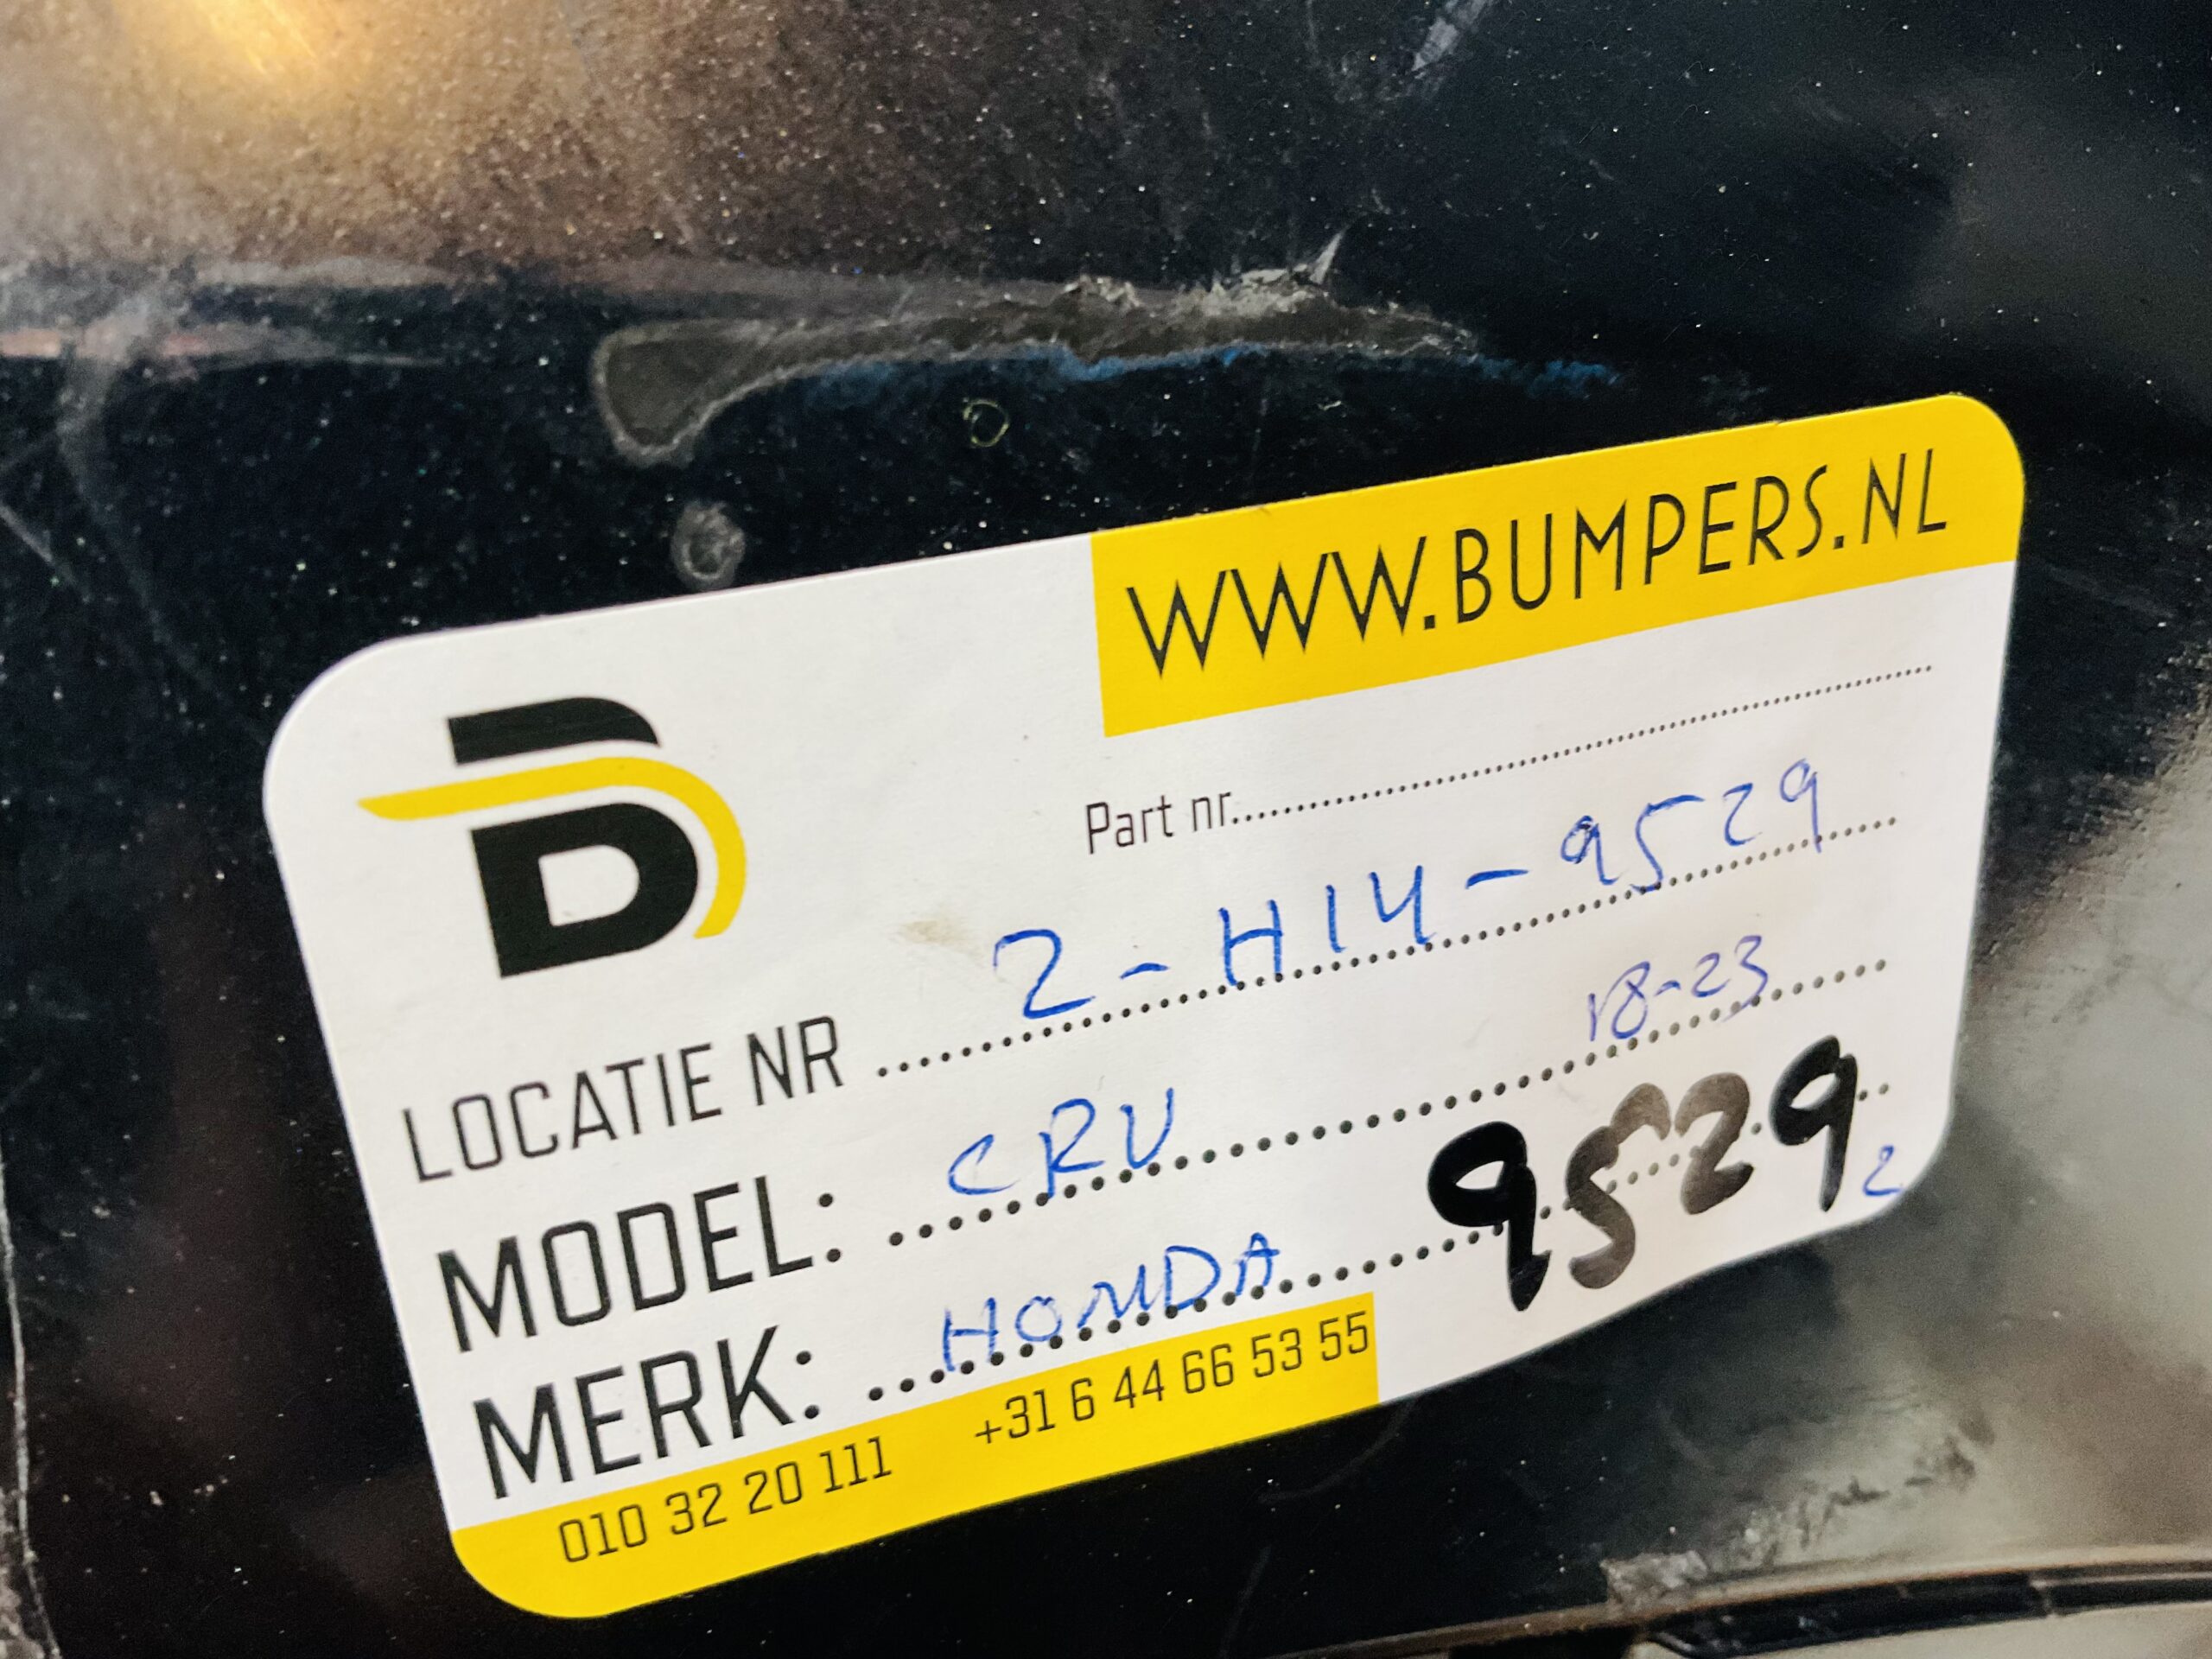 WWW.BUMPERS.NL
Part nr.
LOCATIE NR 2-H14-9529
MODEL: CRV 18-23
MERK: HONDA 9529 2
010 32 20 111 +31 6 44 66 53 55